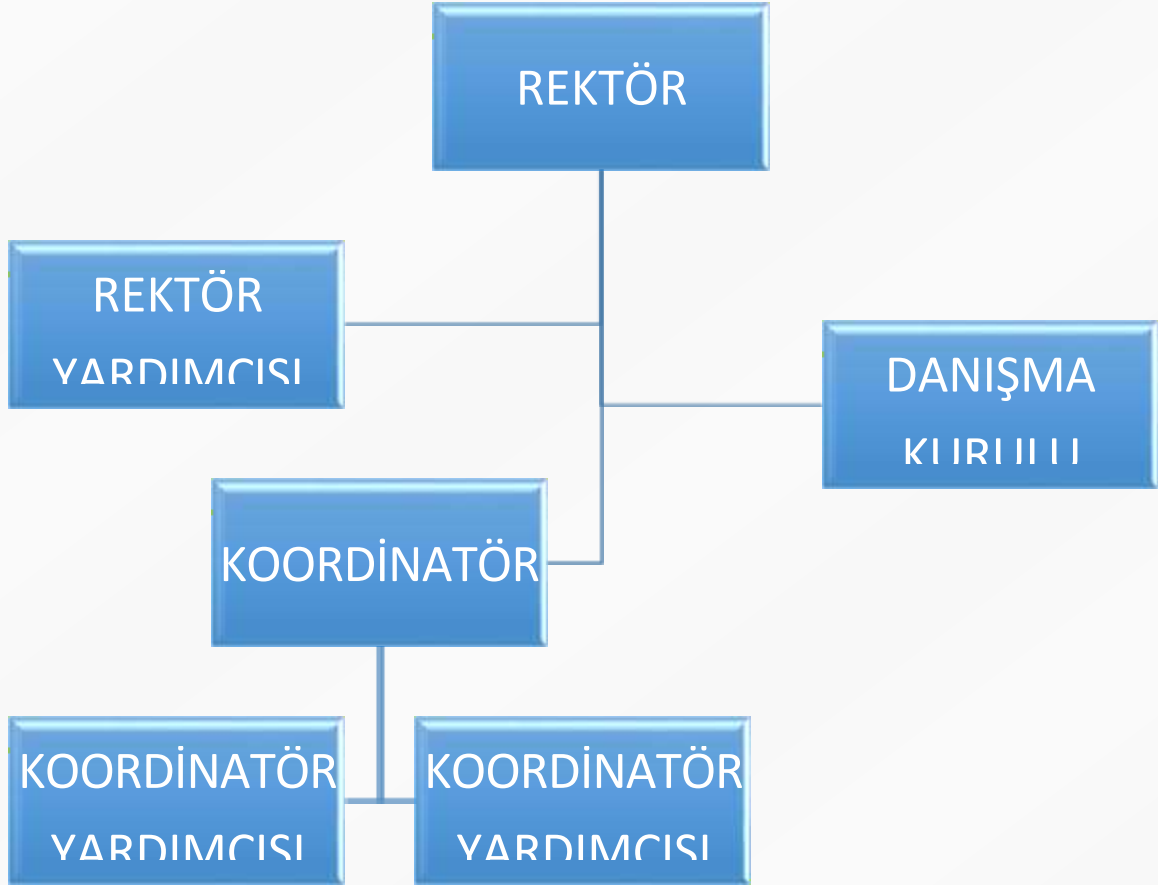 REKTÖR
REKTÖR
YARDIMCISI
DANIŞMA
KURULU
KOORDİNATÖR
KOORDİNATÖR
YARDIMCISI
KOORDİNATÖR
YARDIMCISI